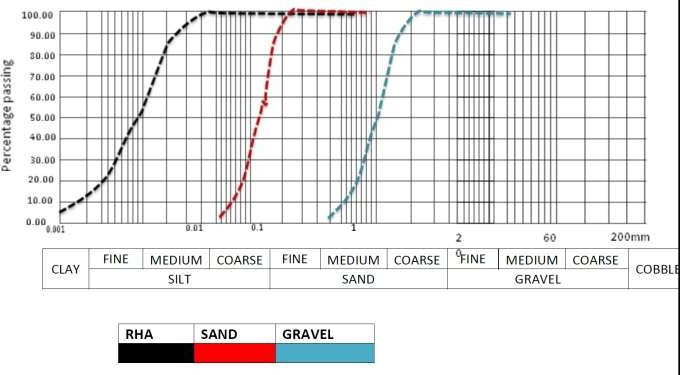 100.00
90.00
80.00
70.00
60.00
50.00
40.00
30.00
20.00
10.00
0.00
Percentage passing
0.001 0.01 0.1 1 20 60 200mm
CLAY FINE MEDIUM COARSE FINE MEDIUM COARSE FINE MEDIUM COARSE COBBLE
SILT SAND GRAVEL
RHA SAND GRAVEL